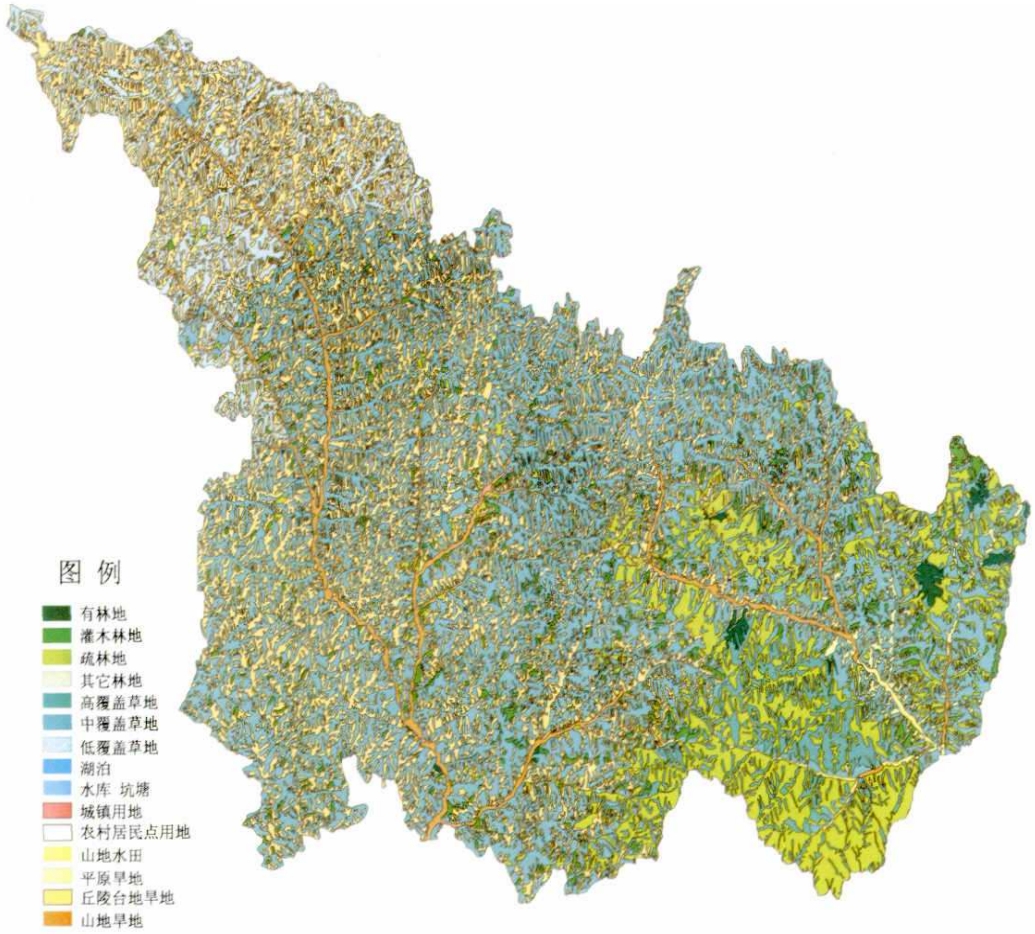 图 例
有林地
灌木林地
疏林地
其它林地
高覆盖草地
中覆盖草地
低覆盖草地
湖泊
水库 坑塘
城镇用地
农村居民点用地
山地水田
平原旱地
丘陵台地旱地
山地旱地